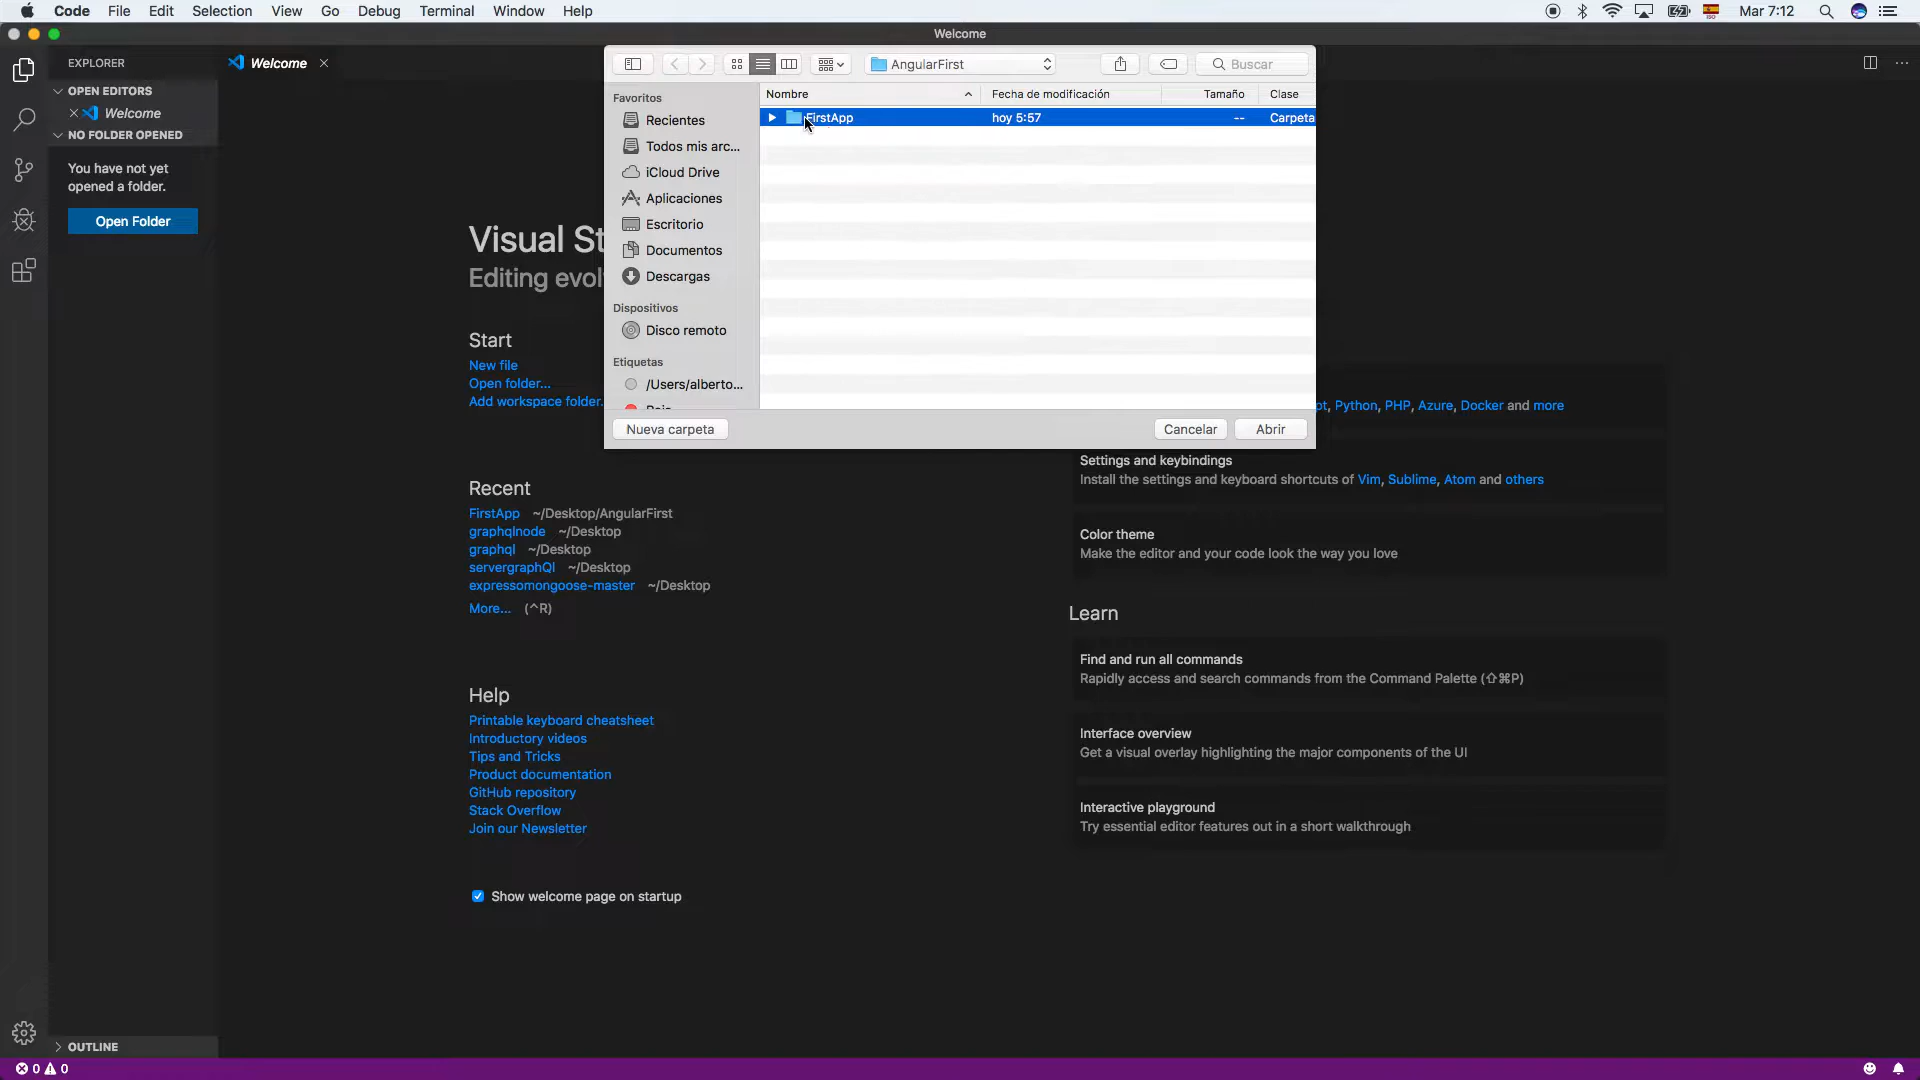 Code File Edit Selection View Go Debug Terminal Window Help
ISO
Mar 7:12
Welcome
EXPLORER
OPEN EDITORS
Welcome
NO FOLDER OPENED
You have not yet
opened a folder.
Open Folder
OUTLINE
0 0
Welcome
AngularFirst
Buscar
Favoritos
Recientes
Todos mis arc...
iCloud Drive
Aplicaciones
Escritorio
Documentos
Descargas
Dispositivos
Disco remoto
Etiquetas
/Users/alberto...
Nombre Fecha de modificación Tamaño Clase
FirstApp hoy 5:57 -- Carpeta
Nueva carpeta Cancelar Abrir
Visual St
Editing evol
Start
New file
Open folder...
Add workspace folder.
Recent
FirstApp ~/Desktop/AngularFirst
graphqlnode ~/Desktop
graphql ~/Desktop
servergraphQl ~/Desktop
expressomongoose-master ~/Desktop
More... (^R)
Help
Printable keyboard cheatsheet
Introductory videos
Tips and Tricks
Product documentation
GitHub repository
Stack Overflow
Join our Newsletter
Show welcome page on startup
pt, Python, PHP, Azure, Docker and more
Settings and keybindings
Install the settings and keyboard shortcuts of Vim, Sublime, Atom and others
Color theme
Make the editor and your code look the way you love
Learn
Find and run all commands
Rapidly access and search commands from the Command Palette (⇧⌘P)
Interface overview
Get a visual overlay highlighting the major components of the UI
Interactive playground
Try essential editor features out in a short walkthrough